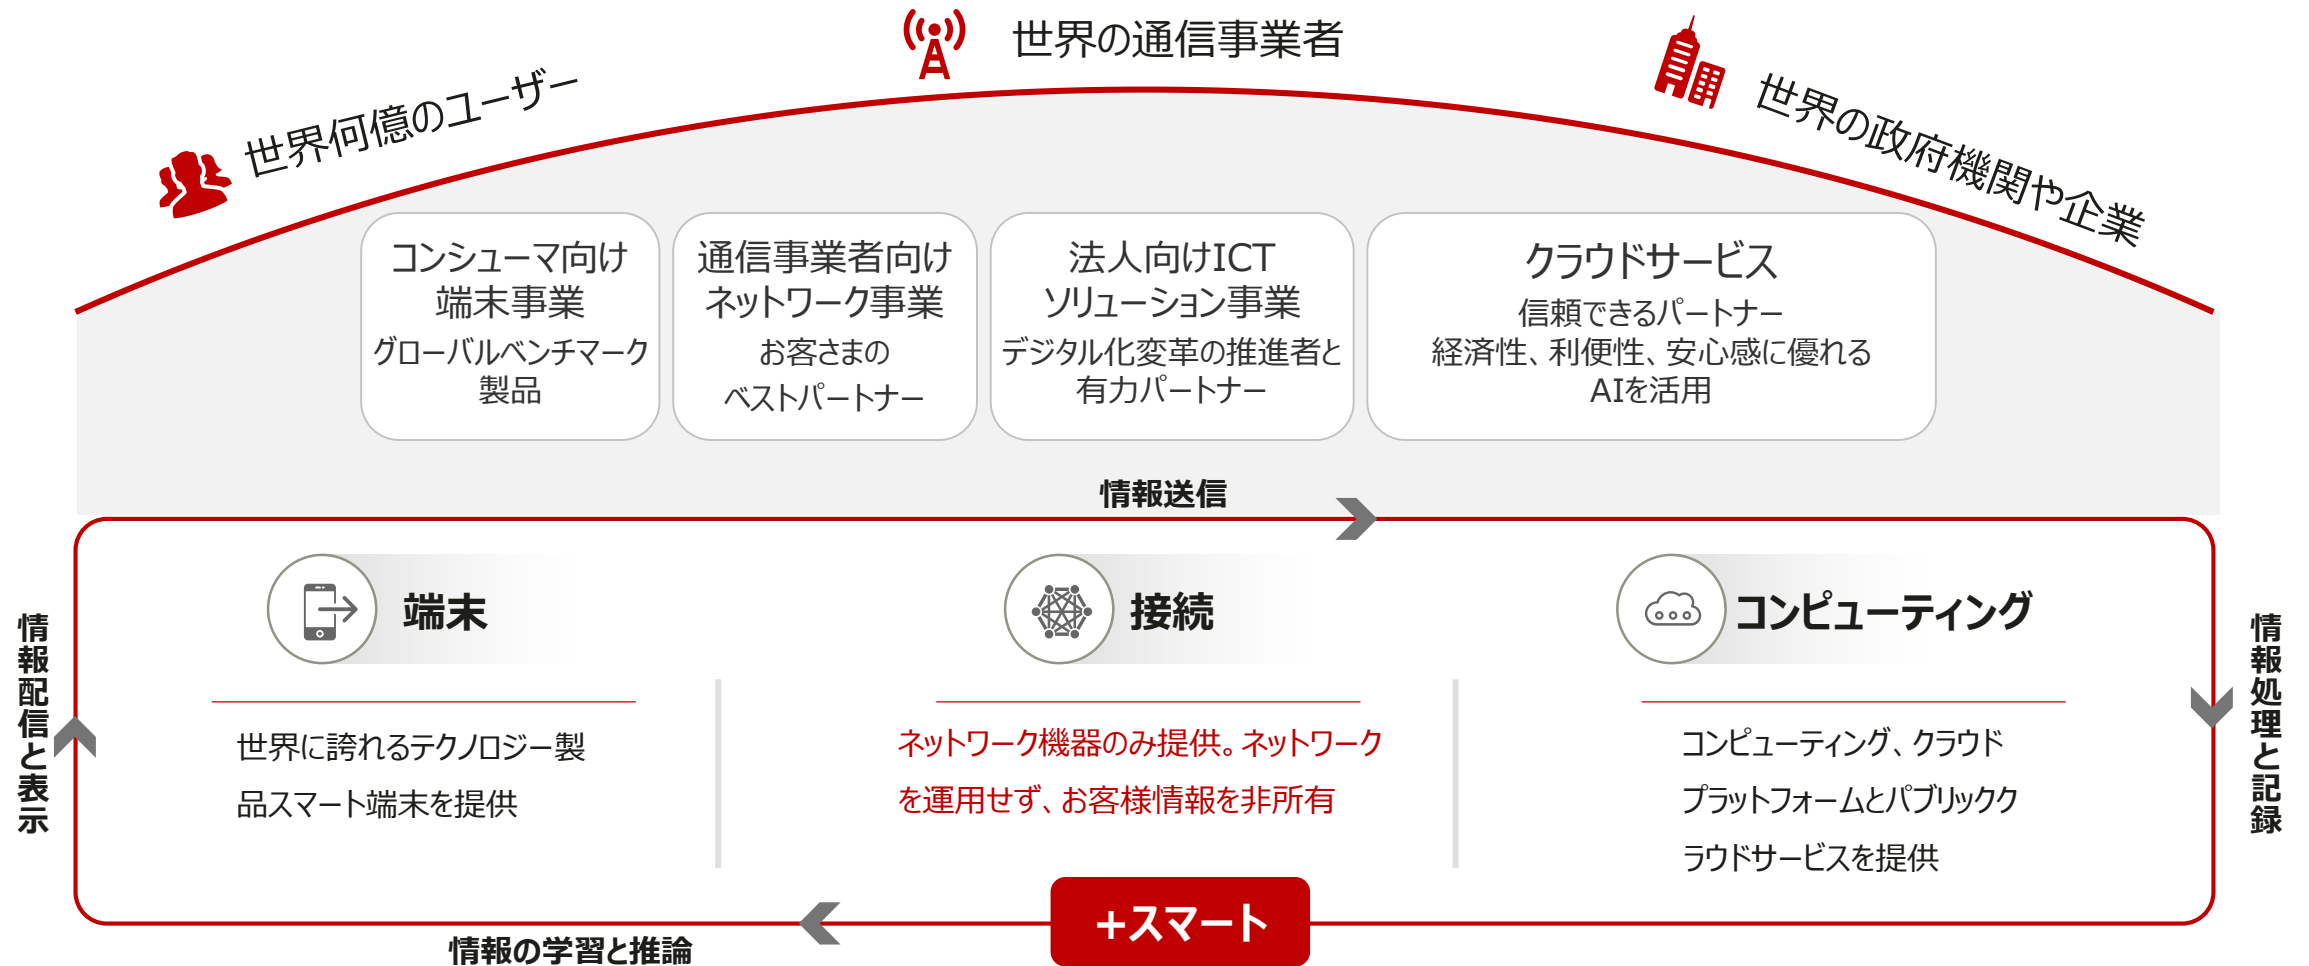 世界何億のユーザー
世界の通信事業者
世界の政府機関や企業
コンシューマ向け
端末事業
グローバルベンチマーク
製品
通信事業者向け
ネットワーク事業
お客さまの
ベストパートナー
法人向けICT
ソリューション事業
デジタル化変革の推進者と
有力パートナー
クラウドサービス
信頼できるパートナー
経済性、利便性、安心感に優れる
AIを活用
情報送信
情報配信と表示
端末
世界に誇れるテクノロジー製
品スマート端末を提供
接続
ネットワーク機器のみ提供。ネットワーク
を運用せず、お客様情報を非所有
コンピューティング
コンピューティング、クラウド
プラットフォームとパブリックク
ラウドサービスを提供
情報処理と記録
+スマート
情報の学習と推論